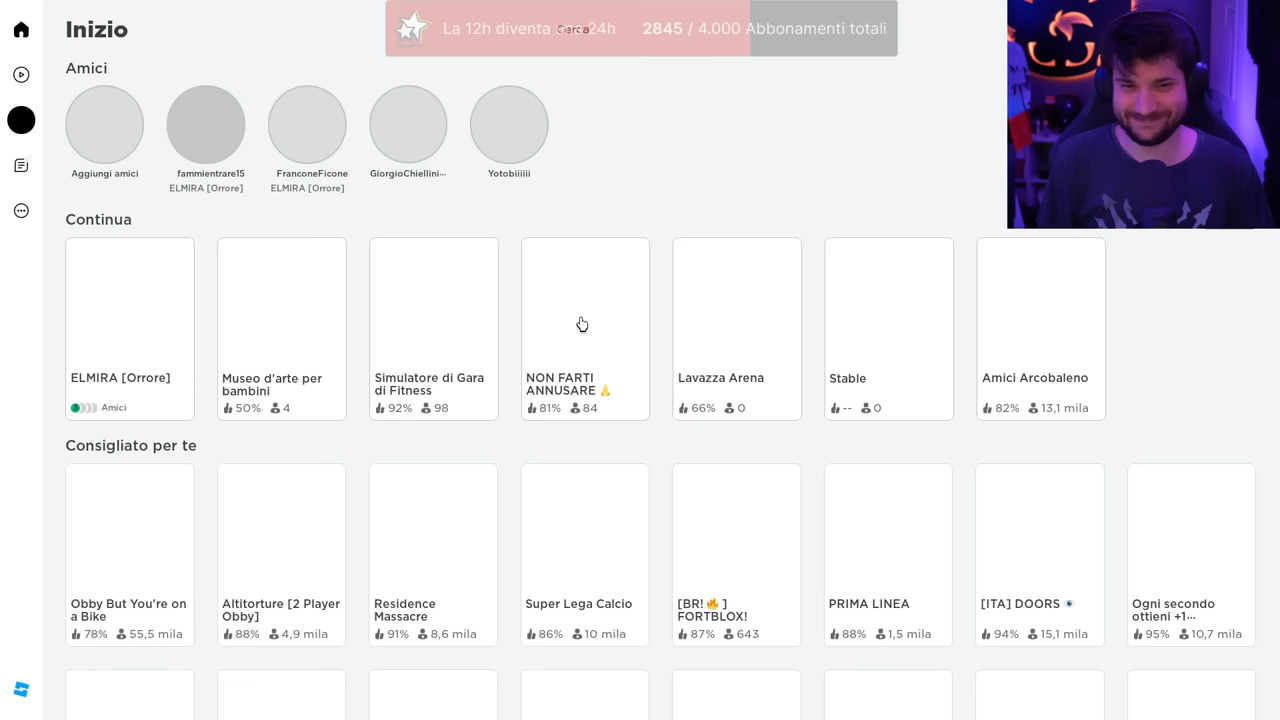 Inizio
La 12h diventa una 24h 2845 / 4.000 Abbonamenti totali
Cerca
Amici
Aggiungi amici
fammientrare15
ELMIRA [Orrore]
FranconeFicone
ELMIRA [Orrore]
GiorgioChiellini···
Yotobiiiiii
Continua
ELMIRA [Orrore]
Amici
Museo d'arte per
bambini
50% 4
Simulatore di Gara
di Fitness
92% 98
NON FARTI
ANNUSARE 🙏
81% 84
Lavazza Arena
66% 0
Stable
-- 0
Amici Arcobaleno
82% 13,1 mila
Consigliato per te
Obby But You're on
a Bike
78% 55,5 mila
Altitorture [2 Player
Obby]
88% 4,9 mila
Residence
Massacre
91% 8,6 mila
Super Lega Calcio
86% 10 mila
[BR! 🔥 ]
FORTBLOX!
87% 643
PRIMA LINEA
88% 1,5 mila
[ITA] DOORS 👁️
94% 15,1 mila
Ogni secondo
ottieni +1···
95% 10,7 mila